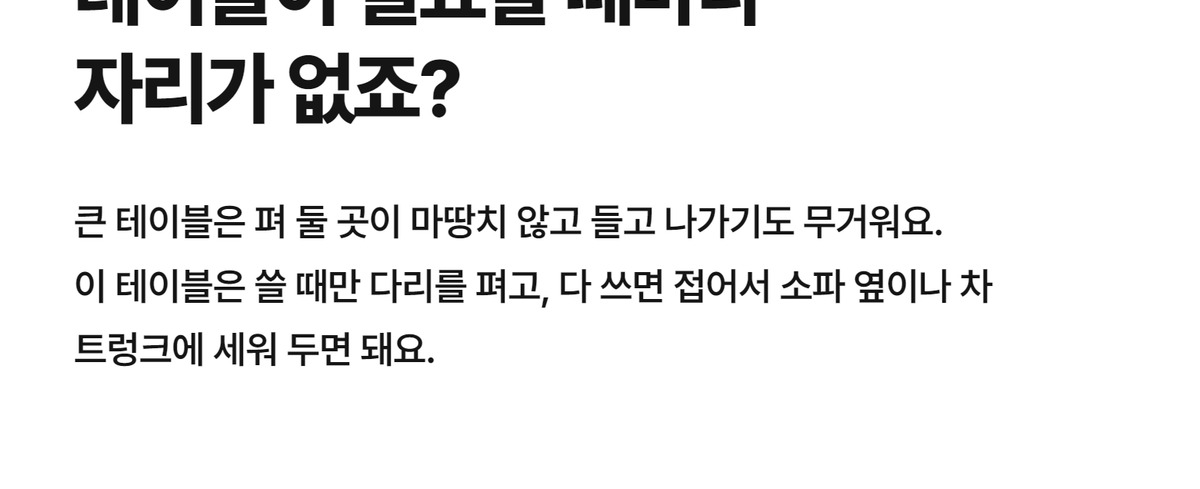 자리가 없죠?
큰 테이블은 펴 둘 곳이 마땅치 않고 들고 나가기도 무거워요.
이 테이블은 쓸 때만 다리를 펴고, 다 쓰면 접어서 소파 옆이나 차
트렁크에 세워 두면 돼요.